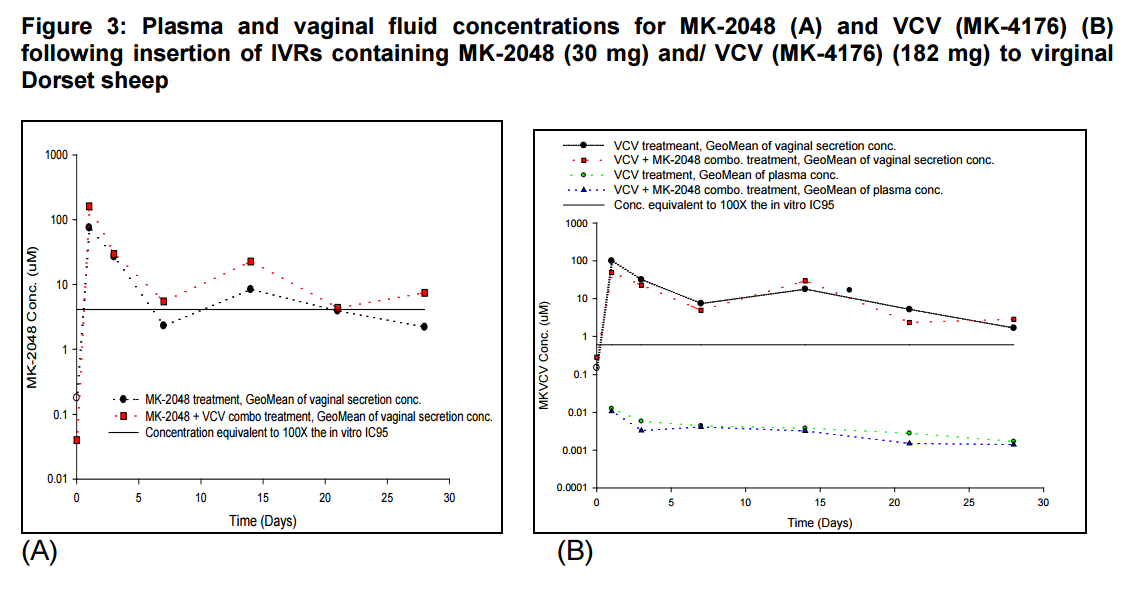 Figure 3: Plasma and vaginal fluid concentrations for MK-2048 (A) and VCV (MK-4176) (B)
following insertion of IVRs containing MK-2048 (30 mg) and/ VCV (MK-4176) (182 mg) to virginal
Dorset sheep
1000
100
10
1
0.1
0.01
MK-2048 Conc. (uM)
MK-2048 treatment, GeoMean of vaginal secretion conc.
MK-2048 + VCV combo treatment, GeoMean of vaginal secretion conc.
Concentration equivalent to 100X the in vitro IC95
0 5 10 15 20 25 30
Time (Days)
(A)
VCV treatmeant, GeoMean of vaginal secretion conc.
VCV + MK-2048 combo. treatment, GeoMean of vaginal secretion conc.
VCV treatment, GeoMean of plasma conc.
VCV + MK-2048 combo. treatment, GeoMean of plasma conc.
Conc. equivalent to 100X the in vitro IC95
1000
100
10
1
0.1
0.01
0.001
0.0001
MKVCV Conc. (uM)
0 5 10 15 20 25 30
Time (Days)
(B)